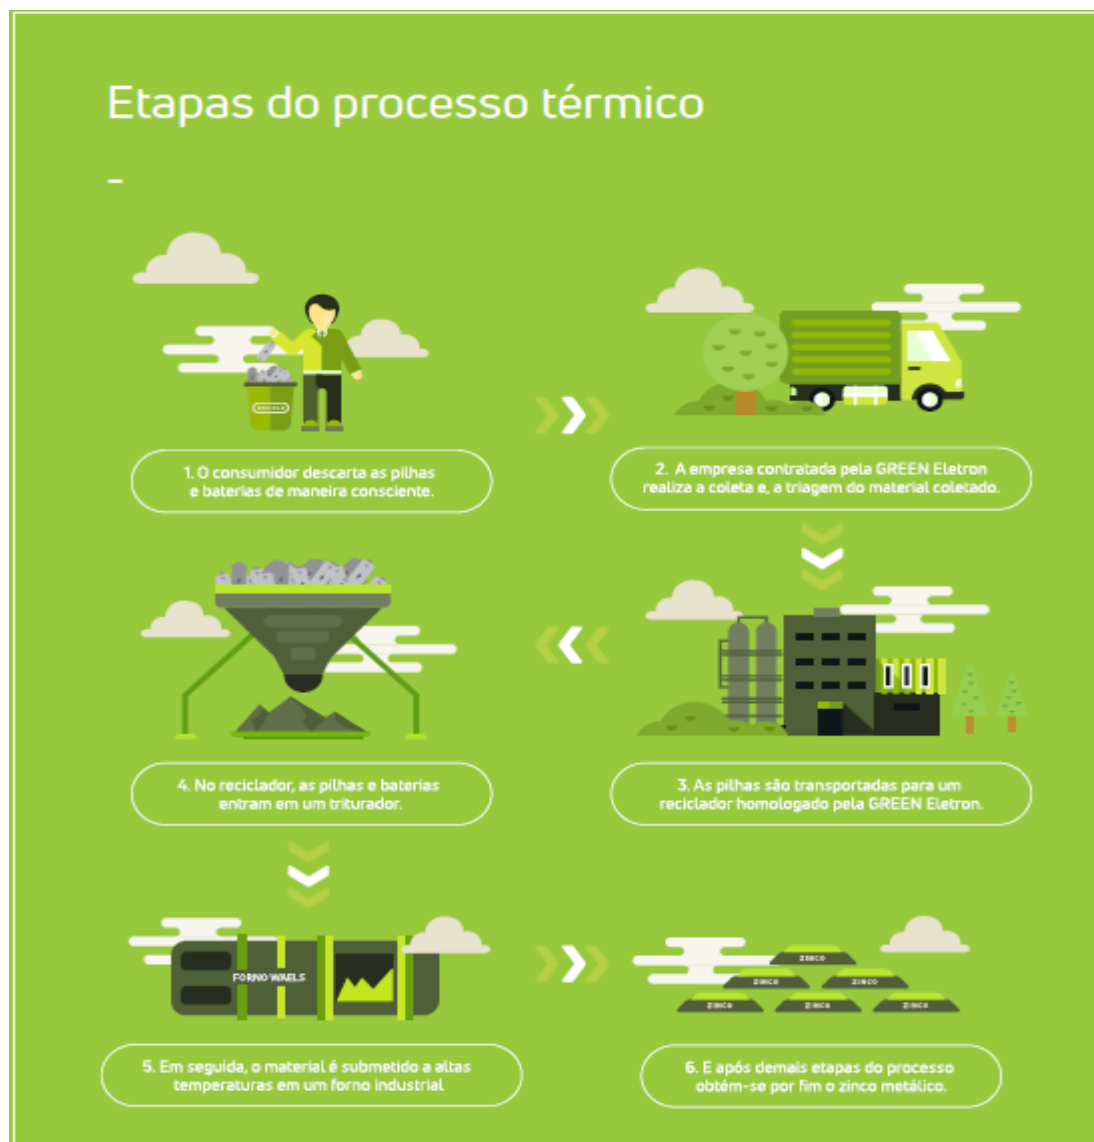 Etapas do processo térmico
–
1. O consumidor descarta as pilhas
e baterias de maneira consciente.
2. A empresa contratada pela GREEN Eletron
realiza a coleta e, a triagem do material coletado.
3. As pilhas são transportadas para um
reciclador homologado pela GREEN Eletron.
4. No reciclador, as pilhas e baterias
entram em um triturador.
FORNO WAELS
5. Em seguida, o material é submetido a altas
temperaturas em um forno industrial
ZINCO
ZINCO ZINCO
ZINCO ZINCO ZINCO
6. E após demais etapas do processo
obtém-se por fim o zinco metálico.